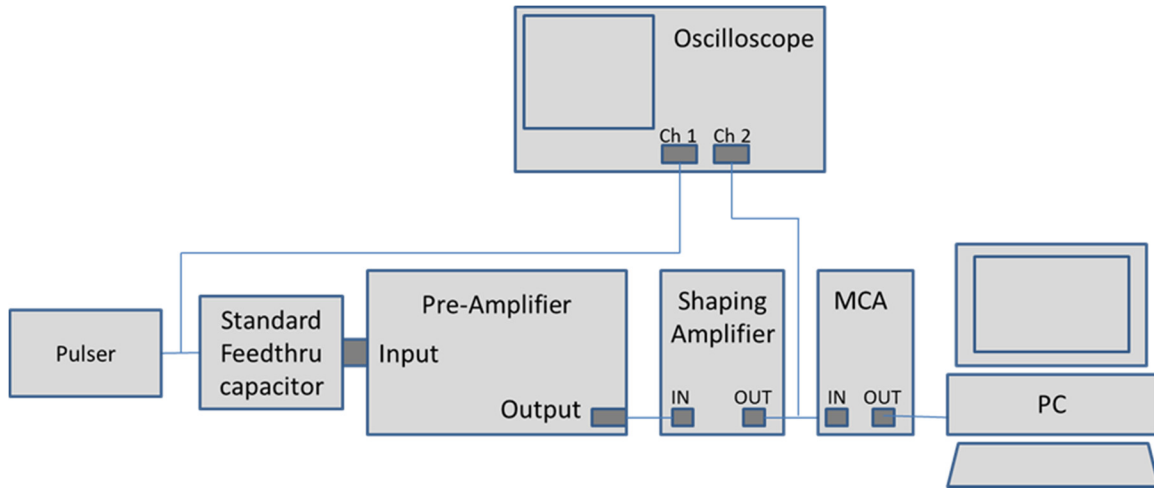 Oscilloscope
Ch 1 Ch 2
Pulser
Standard
Feedthru
capacitor
Pre-Amplifier
Input
Output
Shaping
Amplifier
IN OUT
MCA
IN OUT
PC